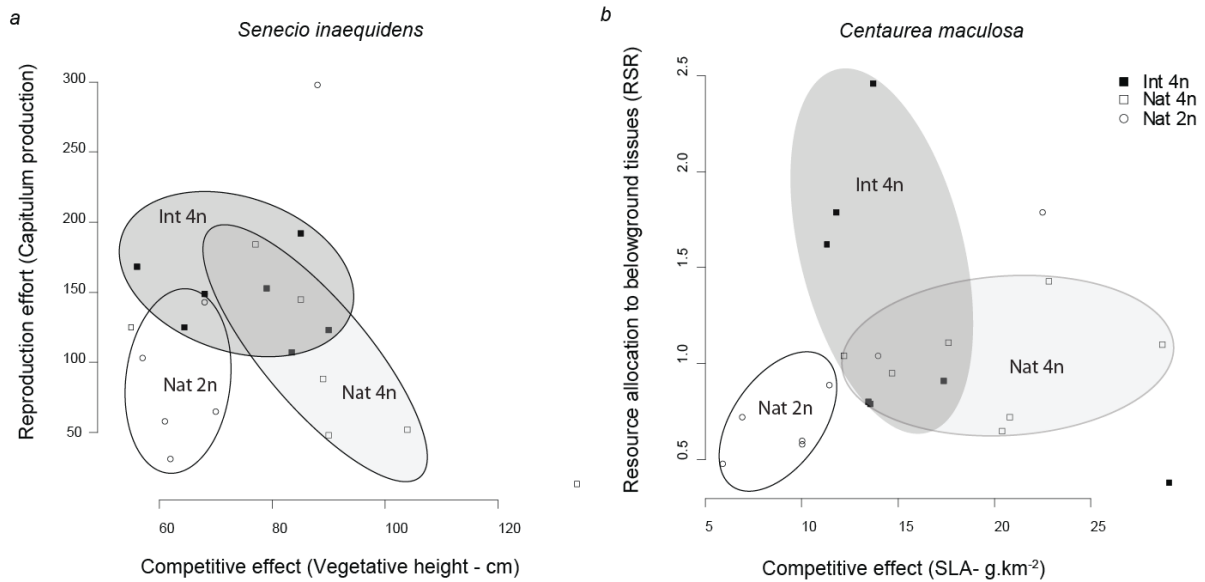 a
Senecio inaequidens
Reproduction effort (Capitulum production)
300
250
200
150
100
50
Int 4n
Nat 2n
Nat 4n
60
80
100
120
Competitive effect (Vegetative height - cm)
b
Centaurea maculosa
Resource allocation to belowground tissues (RSR)
2.5
2.0
1.5
1.0
0.5
Int 4n
Nat 4n
Nat 2n
Int 4n
Nat 4n
Nat 2n
5
10
15
20
25
Competitive effect (SLA- g.km-2)